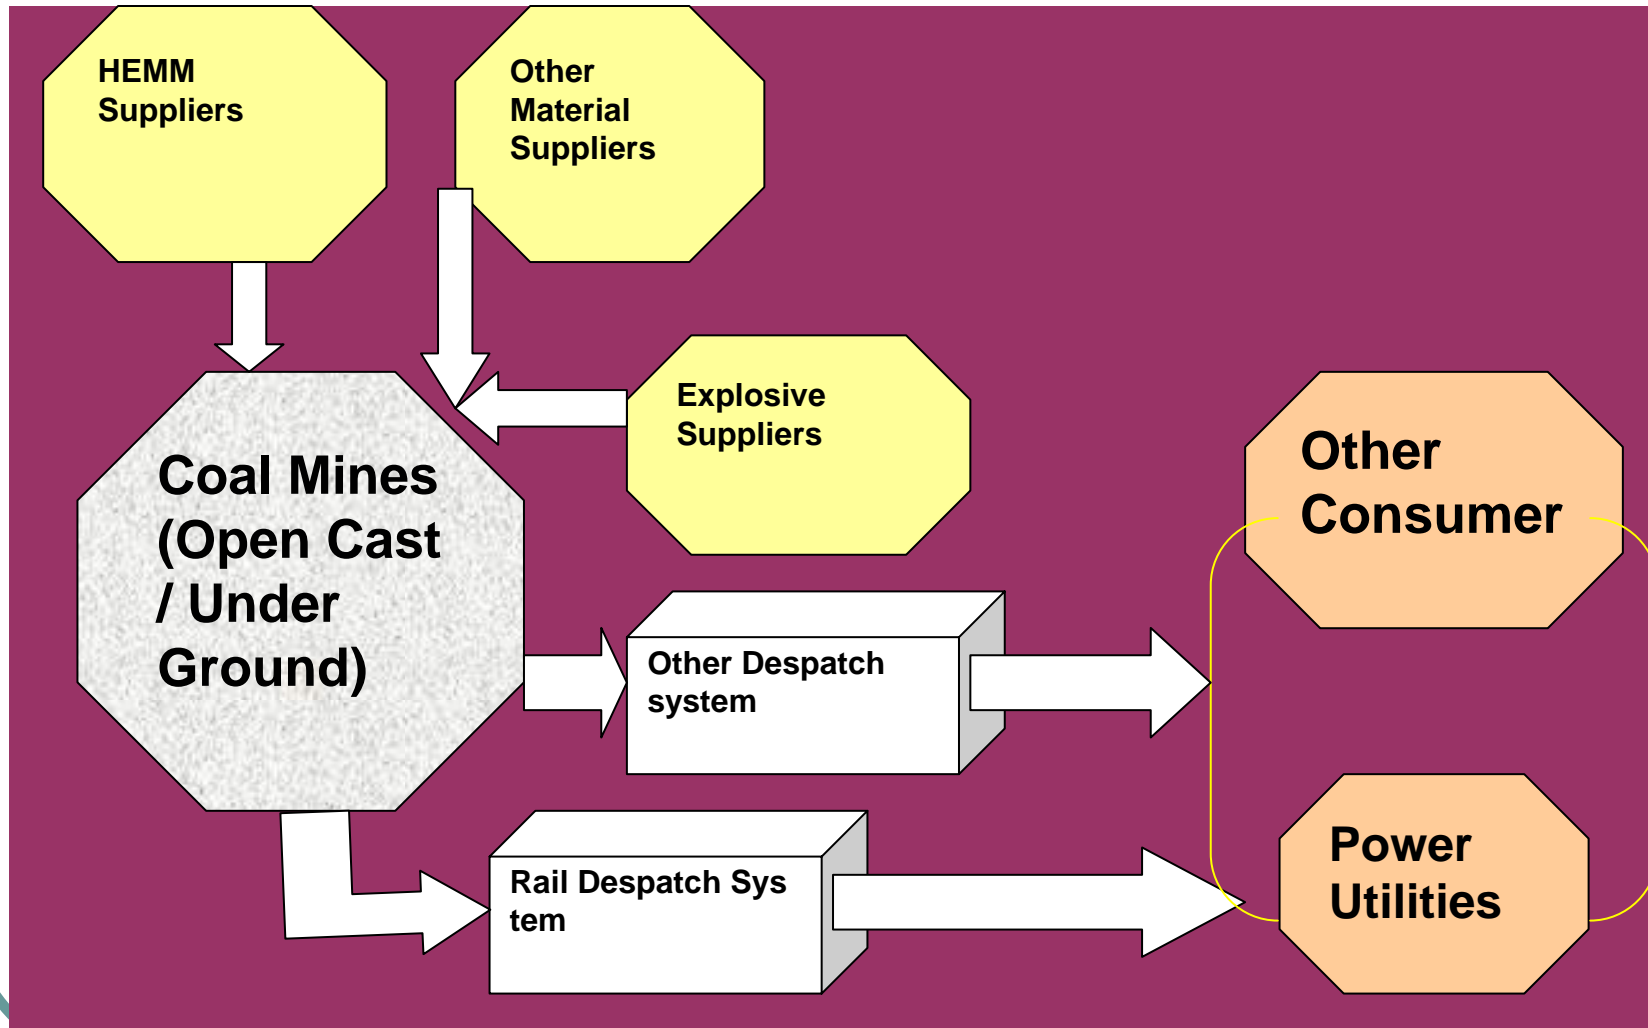 HEMM
Suppliers
Other
Material
Suppliers
Explosive
Suppliers
Coal Mines
(Open Cast
/ Under
Ground)
Other
Consumer
Other Despatch
system
Power
Utilities
Rail Despatch Sys
tem